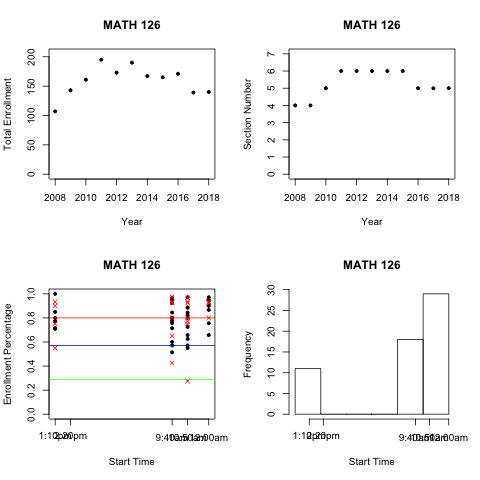 MATH 126
Total Enrollment
0 50 100 150 200
2008 2010 2012 2014 2016 2018
Year
MATH 126
Section Number
0 1 2 3 4 5 6 7
2008 2010 2012 2014 2016 2018
Year
MATH 126
Enrollment Percentage
0.0 0.2 0.4 0.6 0.8 1.0
Start Time
MATH 126
Frequency
0 5 10 15 20 25 30
Start Time